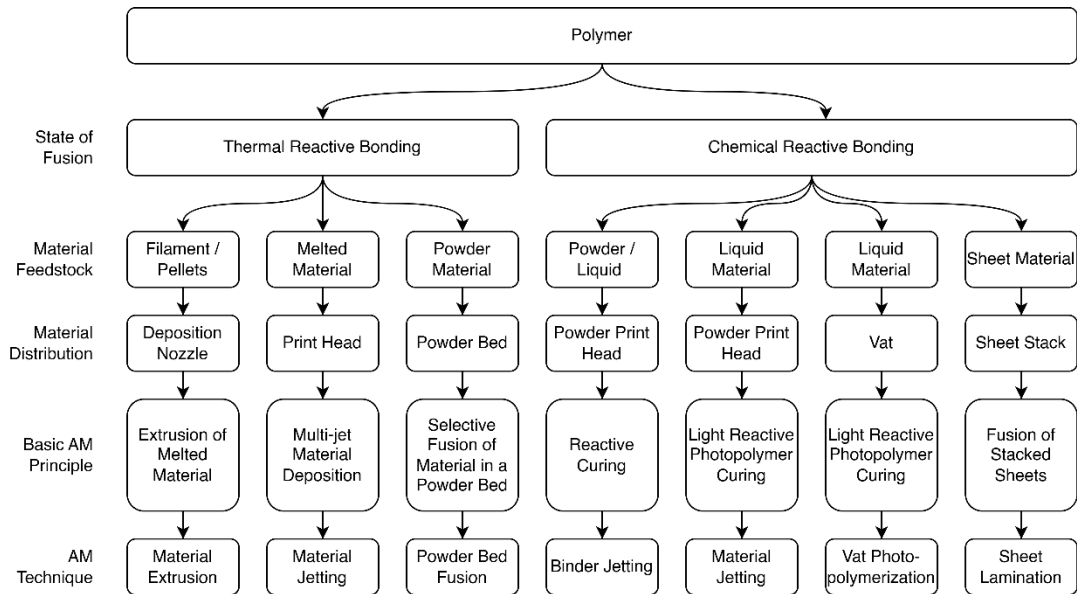 Polymer
State of
Fusion
Thermal Reactive Bonding
Chemical Reactive Bonding
Material
Feedstock
Filament /
Pellets
Melted
Material
Powder
Material
Powder /
Liquid
Liquid
Material
Liquid
Material
Sheet Material
Material
Distribution
Deposition
Nozzle
Print Head
Powder Bed
Powder Print
Head
Powder Print
Head
Vat
Sheet Stack
Basic AM
Principle
Extrusion of
Melted
Material
Multi-jet
Material
Deposition
Selective
Fusion of
Material in a
Powder Bed
Reactive
Curing
Light Reactive
Photopolymer
Curing
Light Reactive
Photopolymer
Curing
Fusion of
Stacked
Sheets
AM
Technique
Material
Extrusion
Material
Jetting
Powder Bed
Fusion
Binder Jetting
Material
Jetting
Vat Photo-
polymerization
Sheet
Lamination